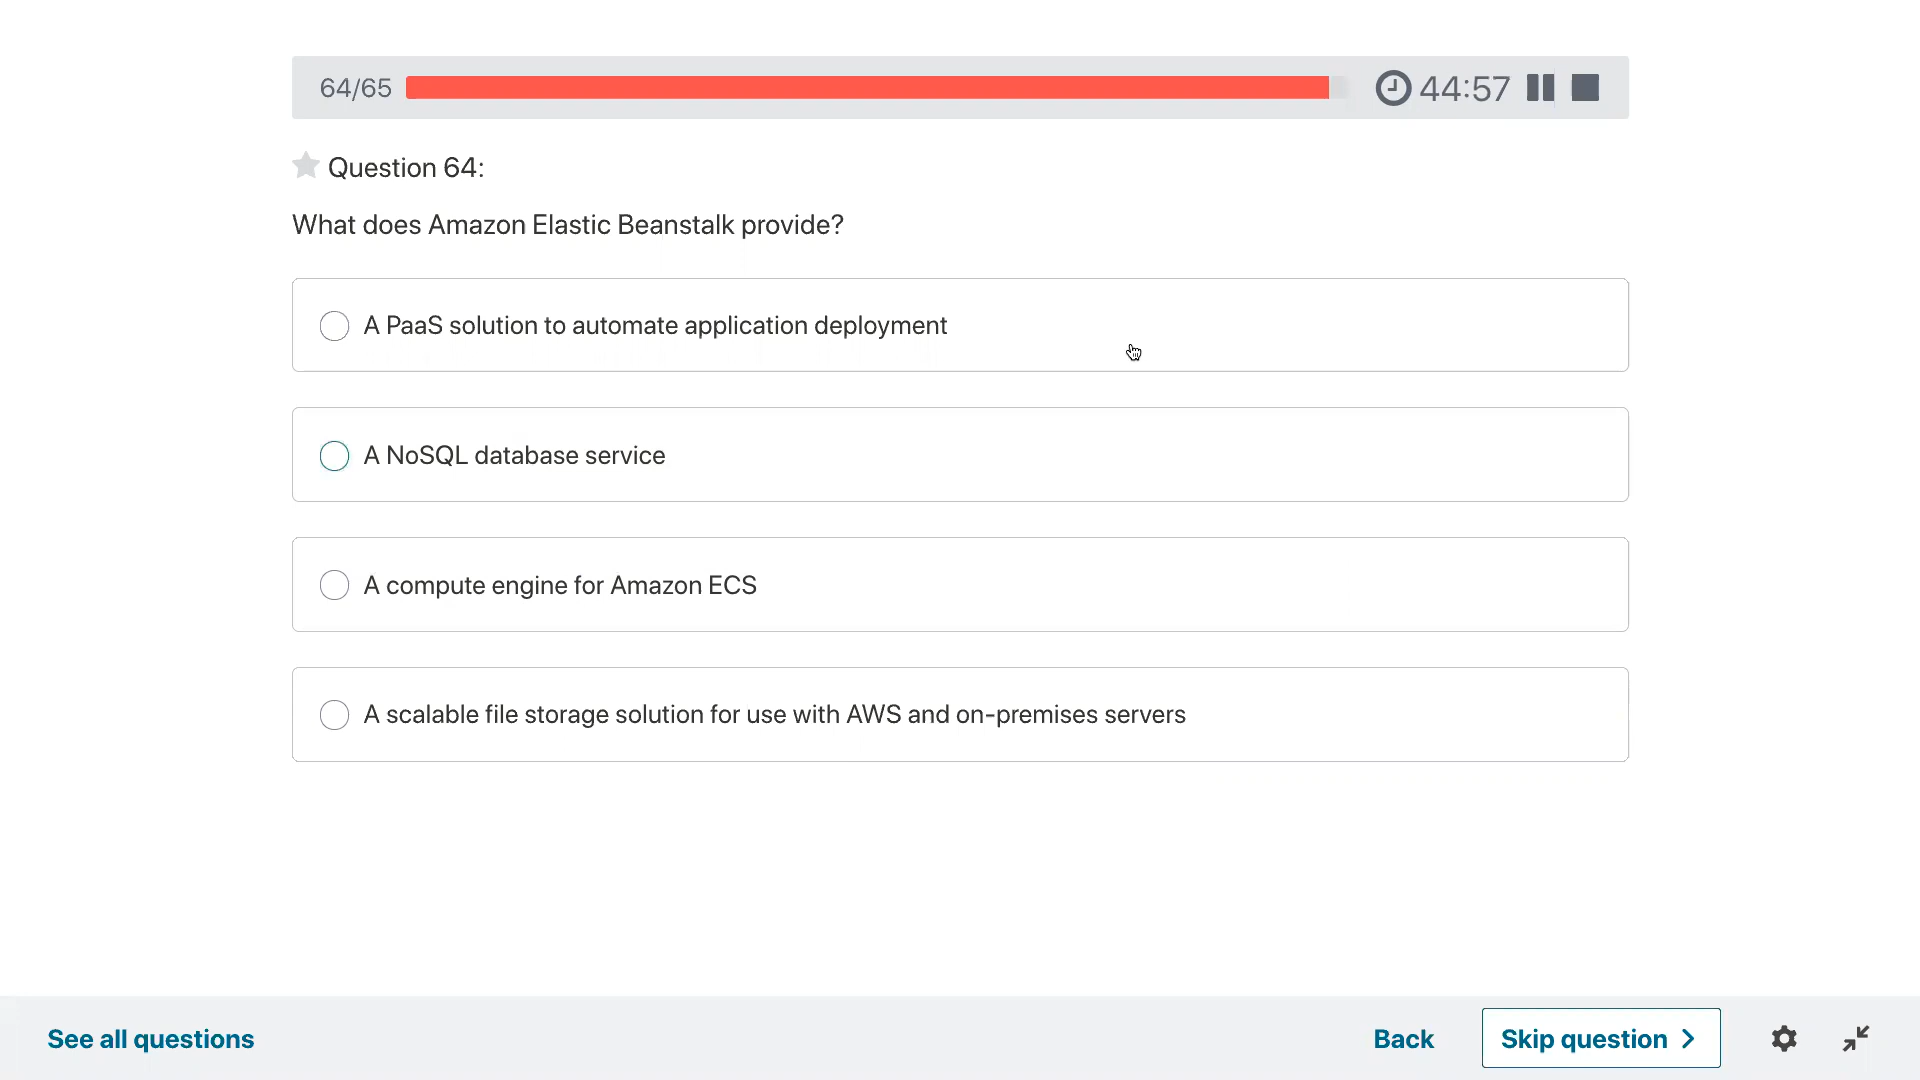 64/65
44:57
Question 64:
What does Amazon Elastic Beanstalk provide?
A PaaS solution to automate application deployment
A NoSQL database service
A compute engine for Amazon ECS
A scalable file storage solution for use with AWS and on-premises servers
See all questions
Back
Skip question